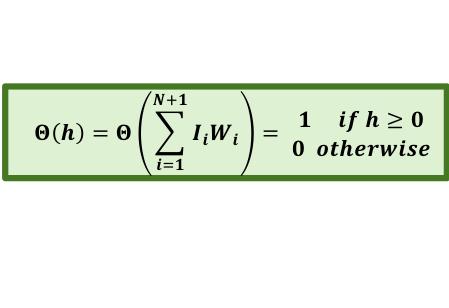 Θ(h) = Θ(∑_{i=1}^{N+1} I_i W_i) = 1 if h ≥ 0
0 otherwise